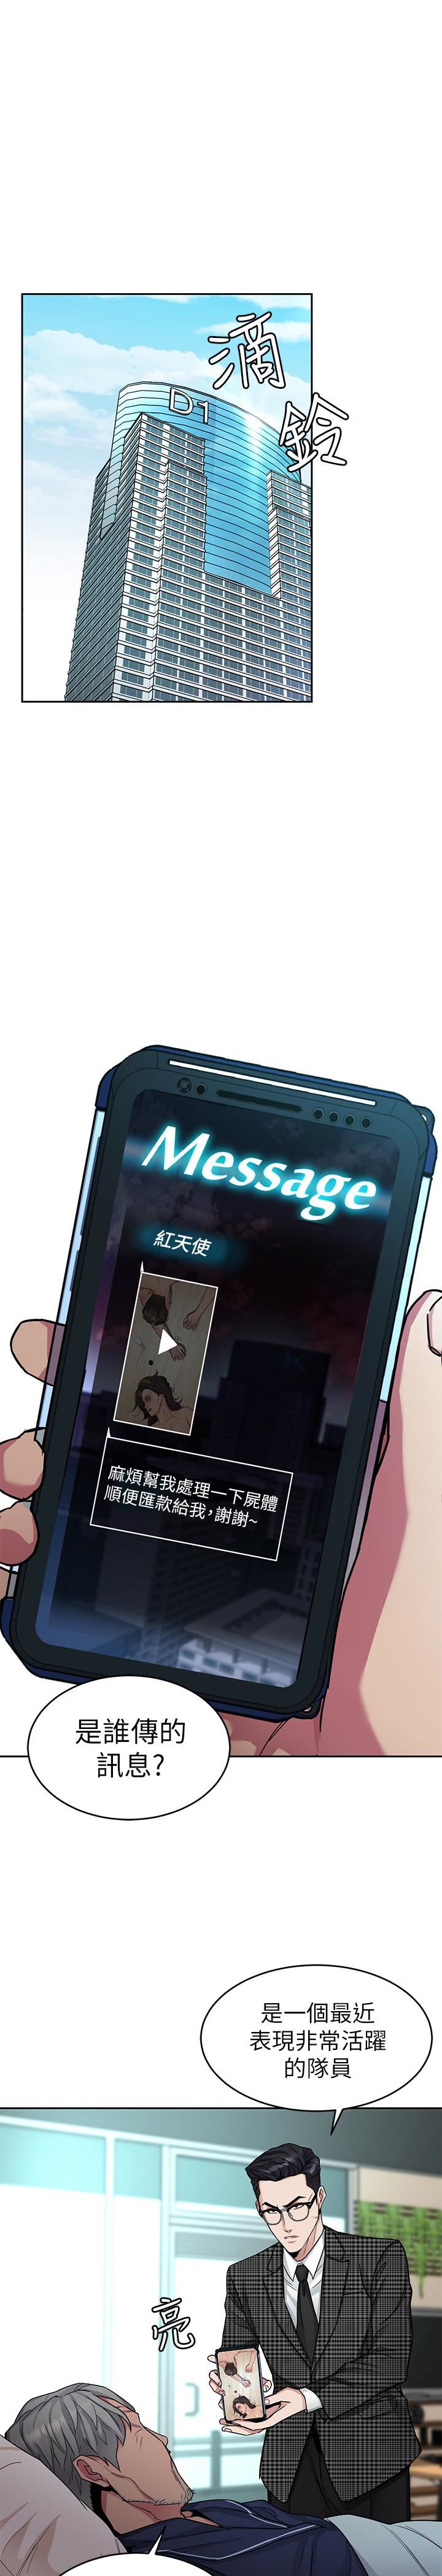 滴
鈴
D1
Message
紅天使
麻煩幫我處理一下屍體
順便匯款給我,謝謝~
是誰傳的
訊息?
是一個最近
表現非常活躍
的隊員
亮